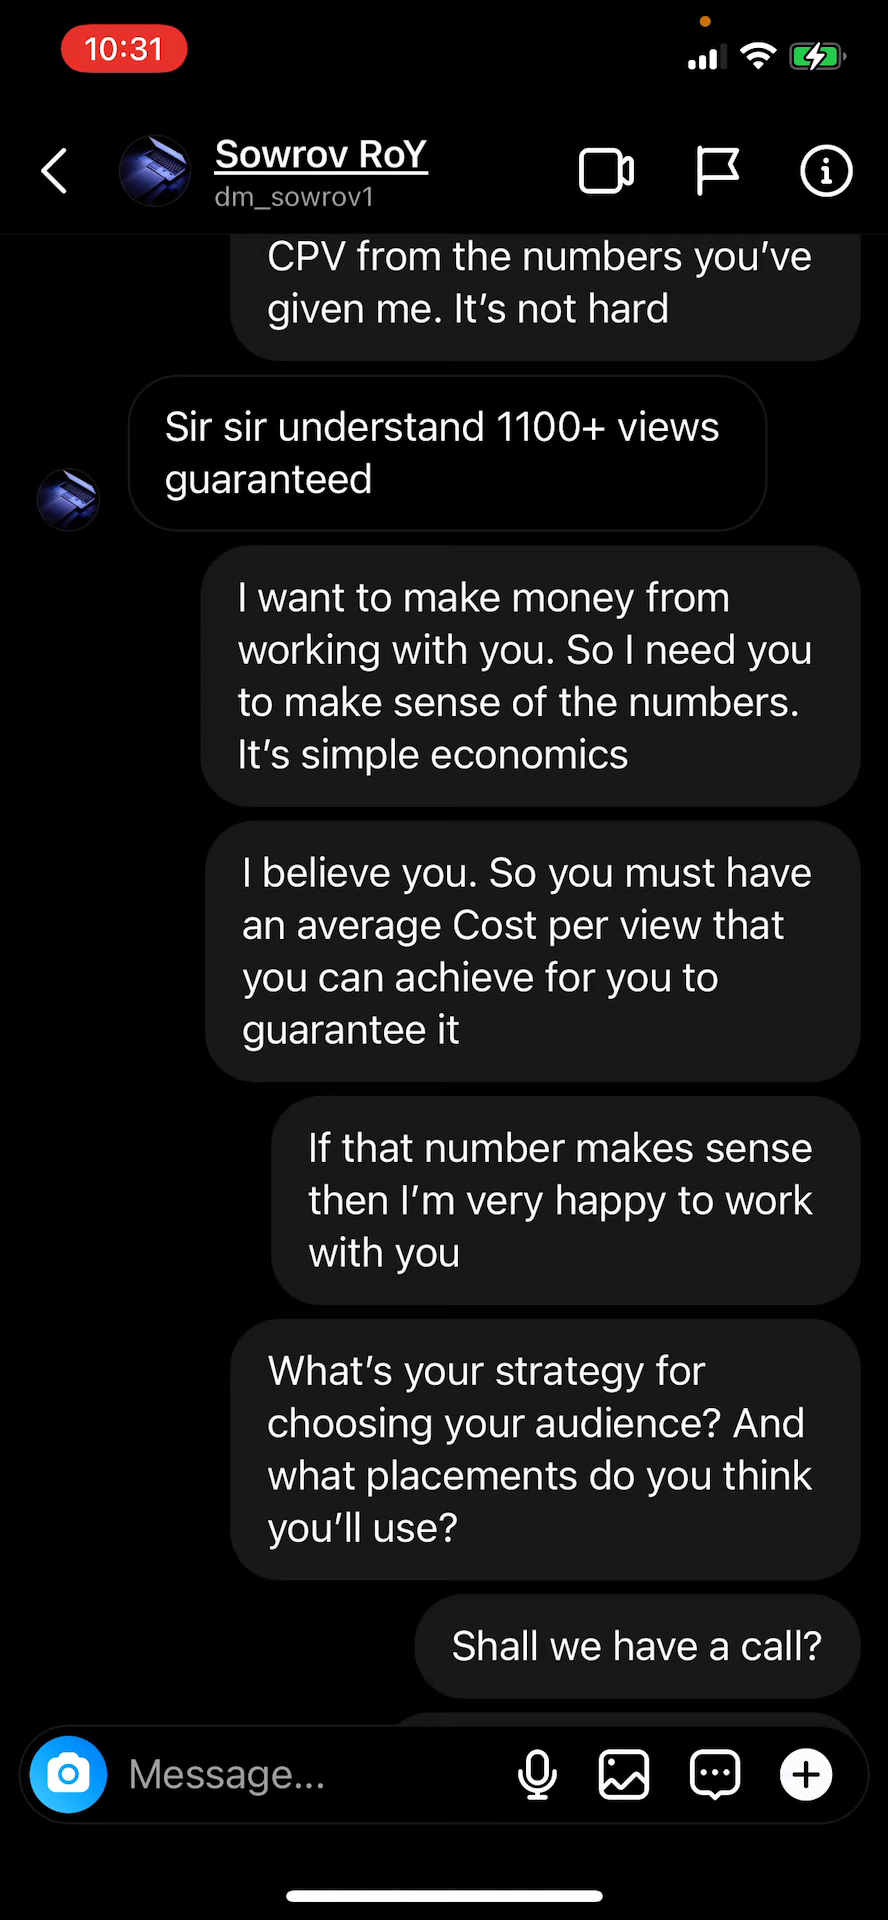 10:31
Sowrov RoY
dm_sowrov1
CPV from the numbers you've
given me. It's not hard
Sir sir understand 1100+ views
guaranteed
I want to make money from
working with you. So I need you
to make sense of the numbers.
It's simple economics
I believe you. So you must have
an average Cost per view that
you can achieve for you to
guarantee it
If that number makes sense
then I'm very happy to work
with you
What's your strategy for
choosing your audience? And
what placements do you think
you'll use?
Shall we have a call?
Message...